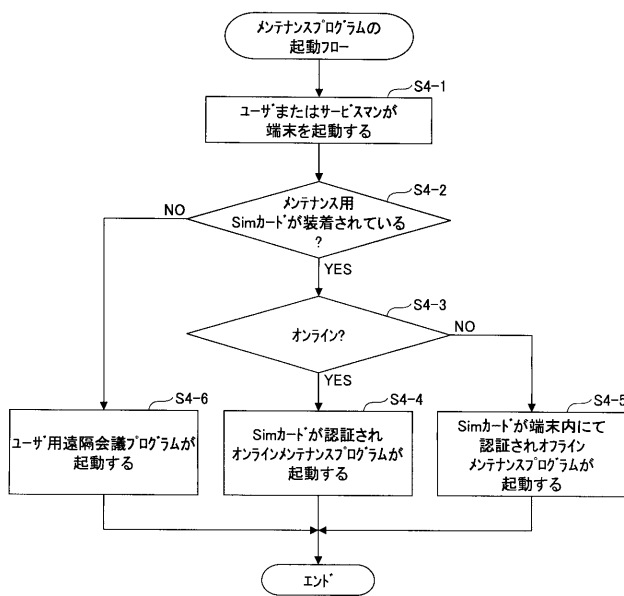 メンテナンスプログラムの
起動フロー
S4-1
ユーザまたはサービスマンが
端末を起動する
S4-2
メンテナンス用
Simカードが装着されている
?
NO
YES
S4-3
オンライン?
NO
YES
S4-6
ユーザ用遠隔会議プログラムが
起動する
S4-4
Simカードが認証され
オンラインメンテナンスプログラムが
起動する
S4-5
Simカードが端末内にて
認証されオフライン
メンテナンスプログラムが
起動する
エンド